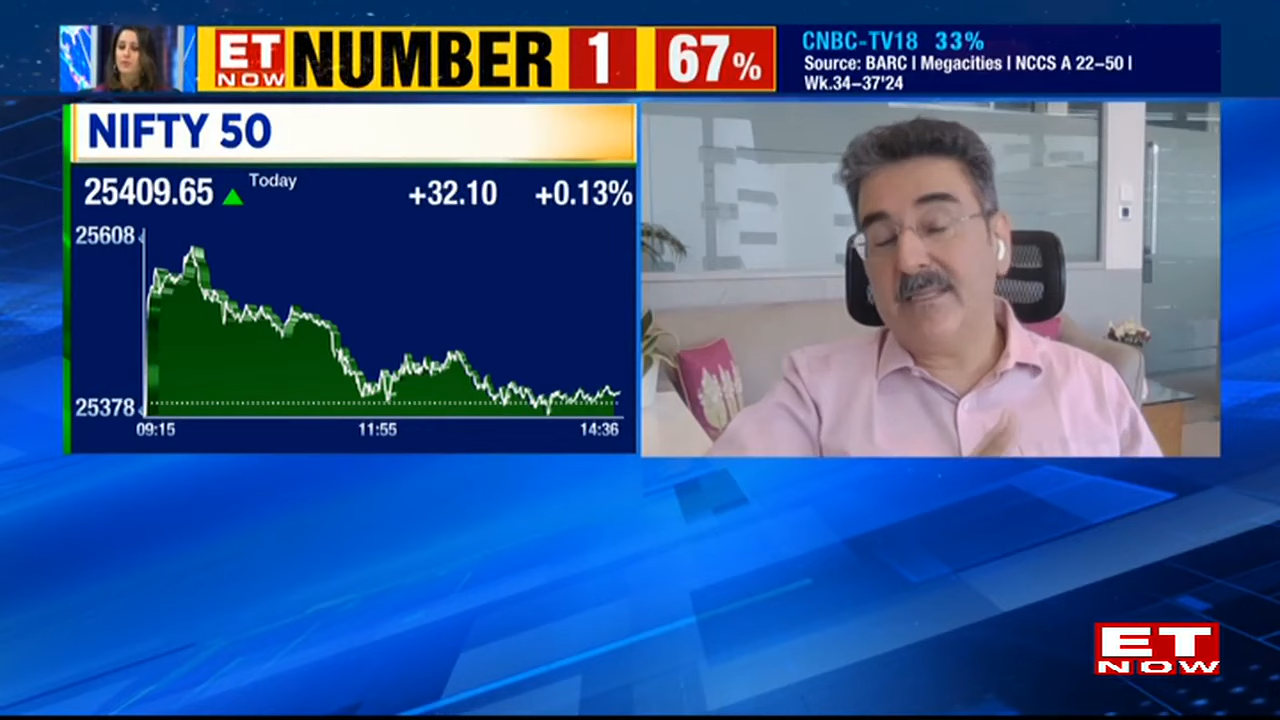 ET NOW NUMBER 1 67%
CNBC-TV18 33%
Source: BARC | Megacities | NCCS A 22–50 |
Wk.34–37'24
NIFTY 50
25409.65 Today +32.10 +0.13%
25608
25378
09:15 11:55 14:36
ET
NOW